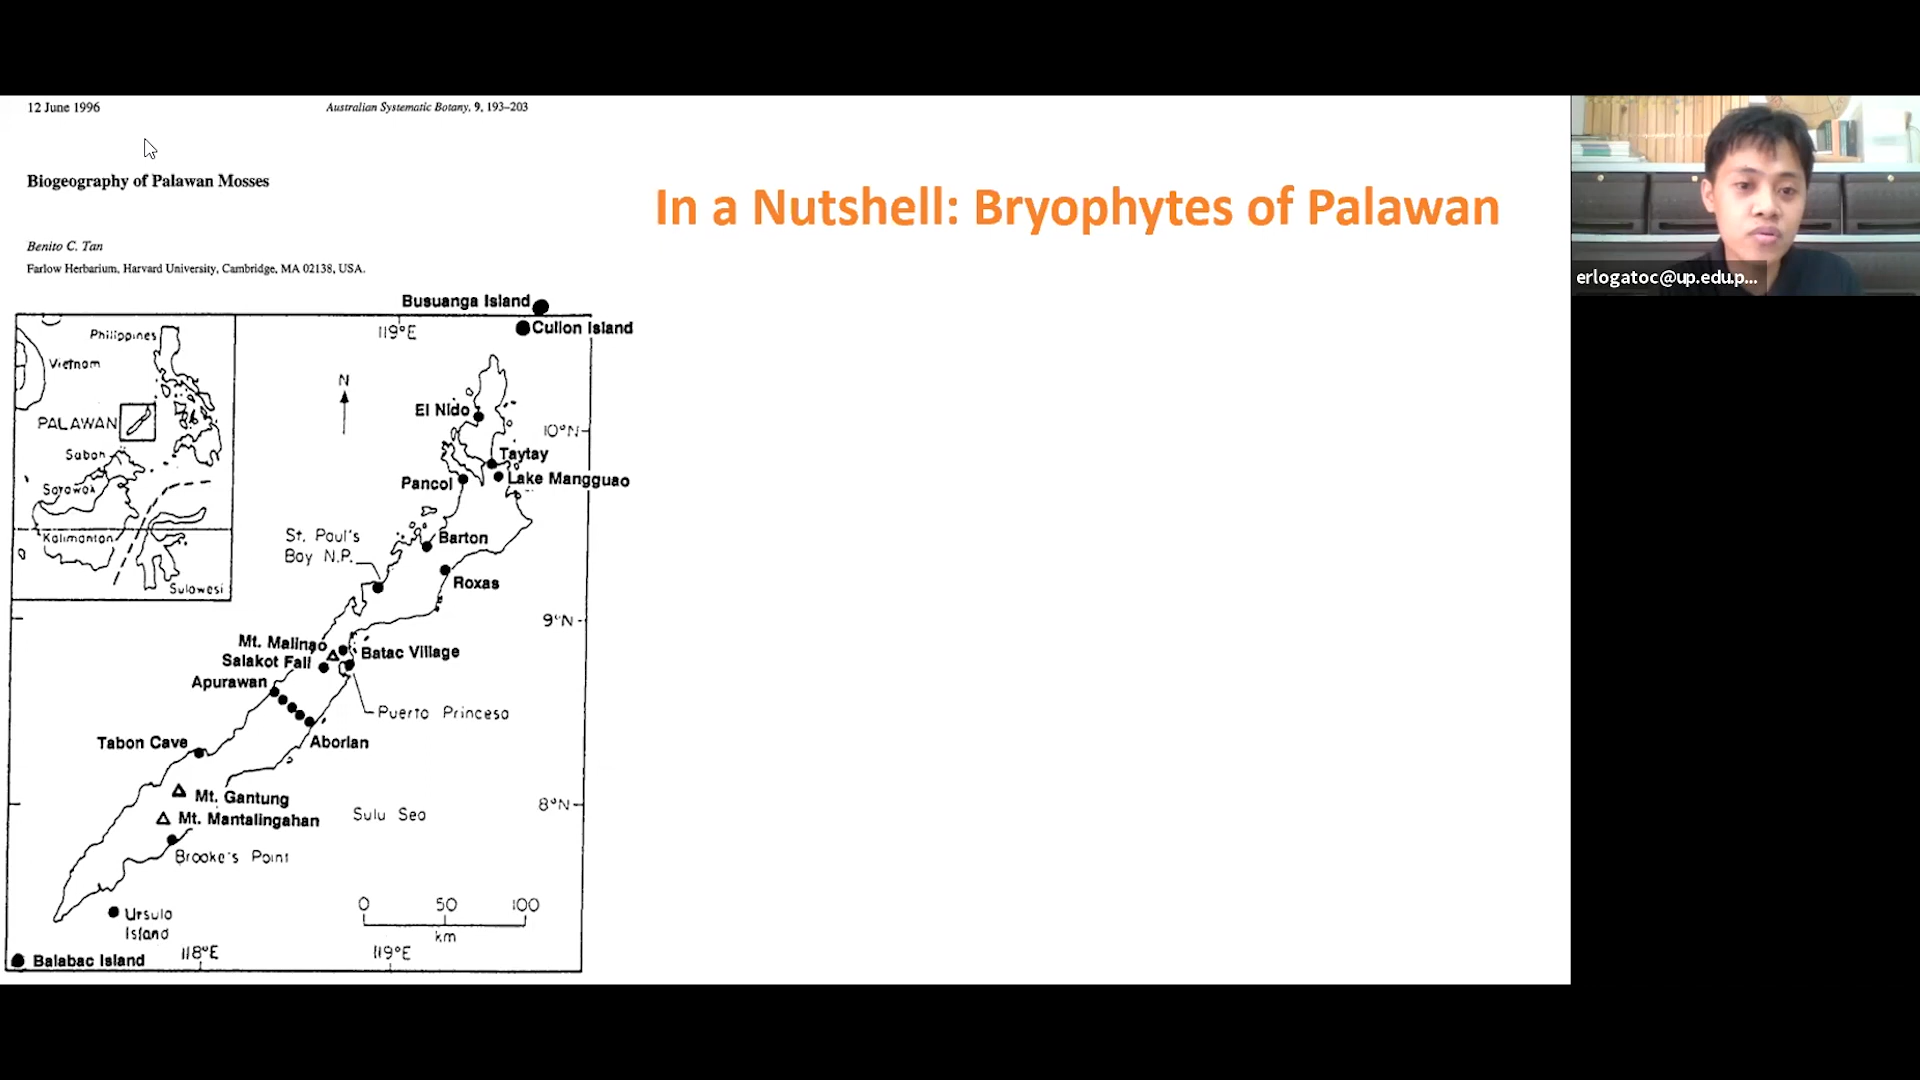 12 June 1996
Australian Systematic Botany, 9, 193–203
Biogeography of Palawan Mosses
In a Nutshell: Bryophytes of Palawan
Benito C. Tan
Farlow Herbarium, Harvard University, Cambridge, MA 02138, USA.
erlogatoc@up.edu.p...
Busuanga Island
Culion Island
119°E
Philippines
Vietnam
N
El Nido
PALAWAN
10°N
Sabah
Taytay
Pancol
Lake Mangguao
Sarawak
St. Paul's
Bay N.P.
Barton
Kalimantan
Roxas
Sulawesi
9°N
Mt. Malinao
Batac Village
Salakot Fall
Apurawan
Puerto Princesa
Tabon Cave
Aborlan
Mt. Gantung
8°N
Mt. Mantalingahan
Sulu Sea
Brooke's Point
0 50 100
km
Ursula
Island
118°E
119°E
Balabac Island